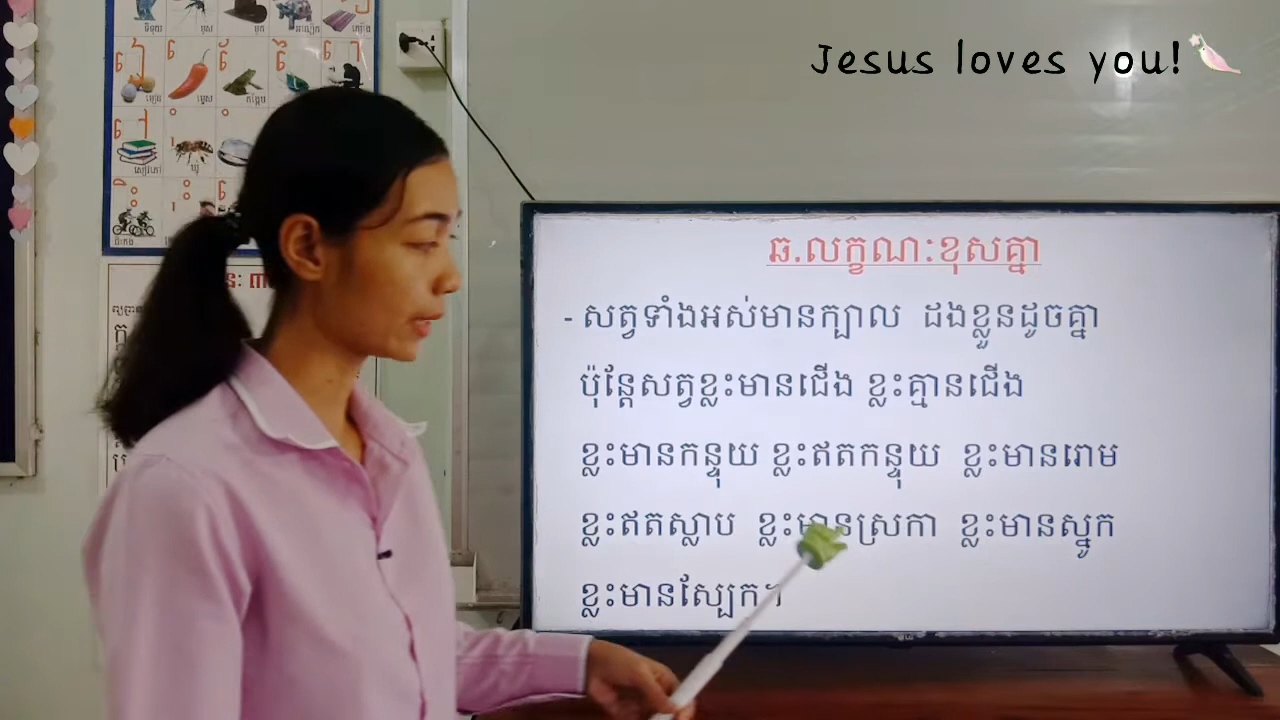 Jesus loves you!
ឆ.លក្ខណៈខុសគ្នា
- សត្វទាំងអស់មានក្បាល ដងខ្លួនដូចគ្នា
ប៉ុន្តែសត្វខ្លះមានជើង ខ្លះគ្មានជើង
ខ្លះមានកន្ទុយ ខ្លះឥតកន្ទុយ ខ្លះមានរោម
ខ្លះឥតស្លាប ខ្លះមានស្រកា ខ្លះមានស្នូក
ខ្លះមានស្បែក។